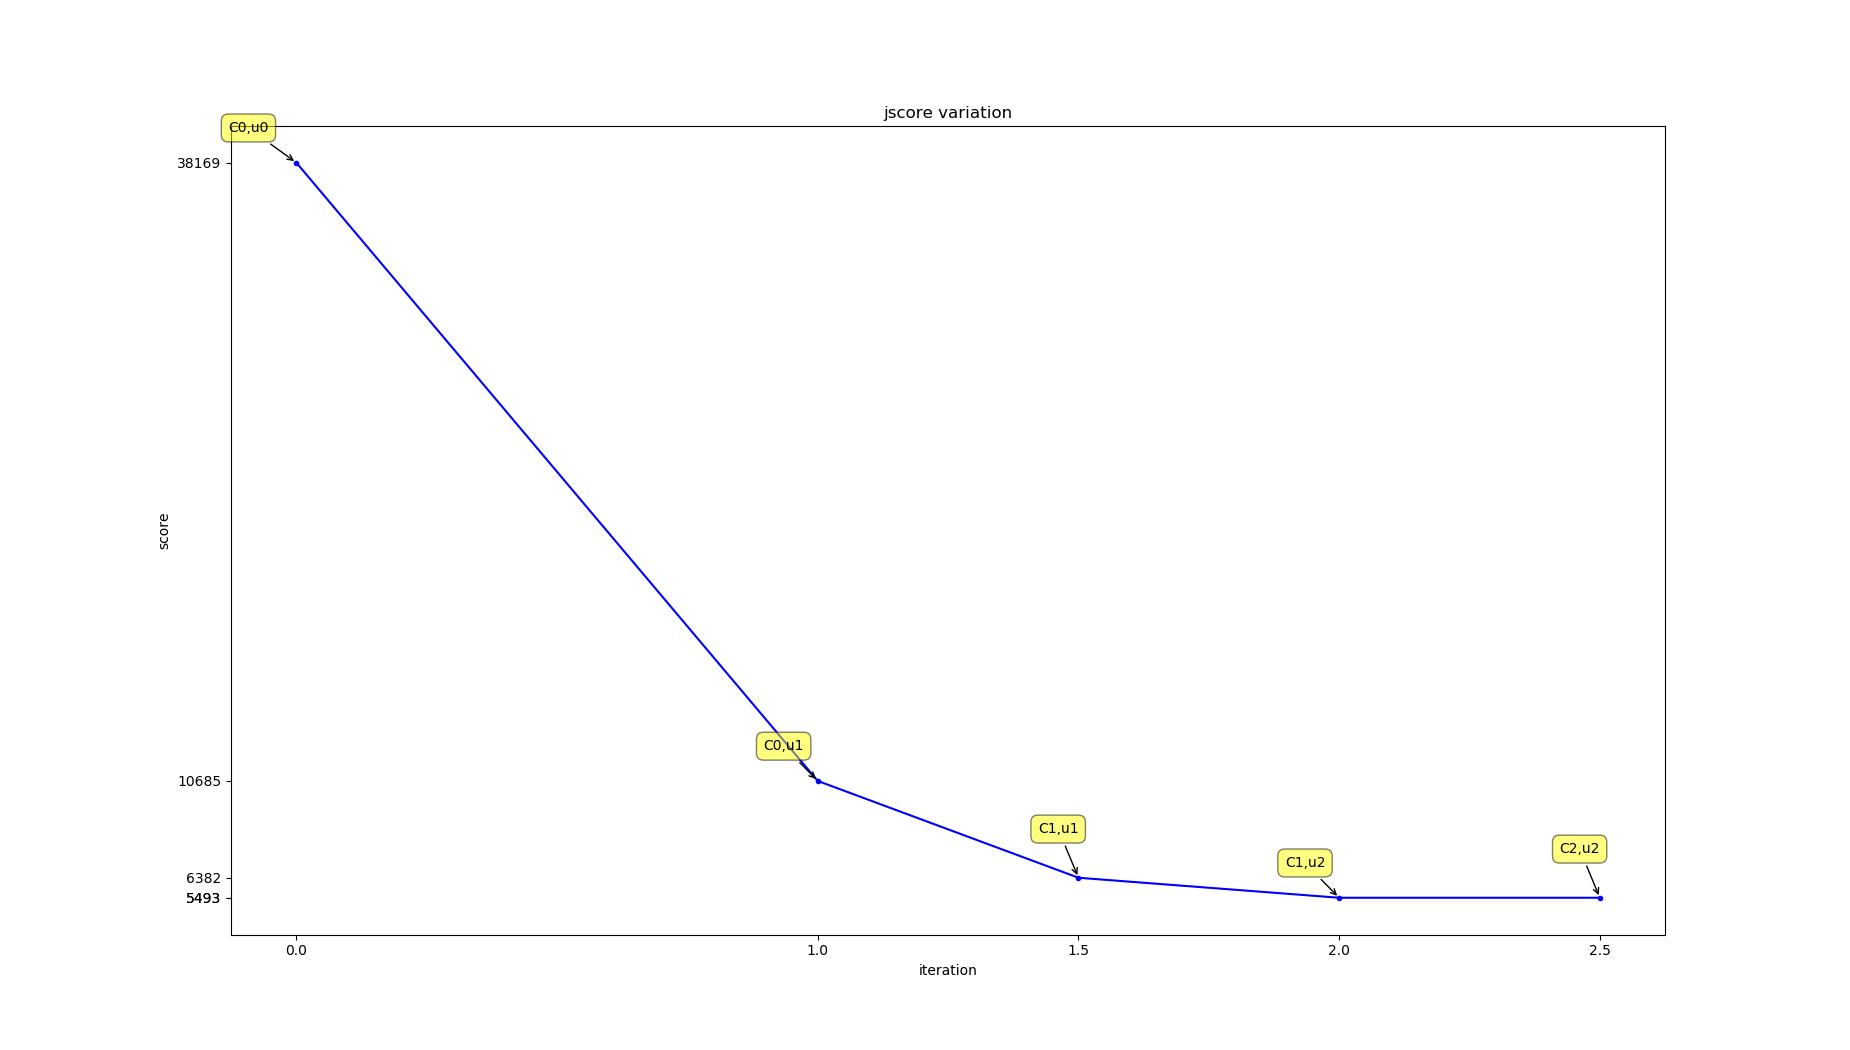 jscore variation
C0,u0
38169
score
C0,u1
10685
C1,u1
C2,u2
C1,u2
6382
5493
0.0 1.0 1.5 2.0 2.5
iteration